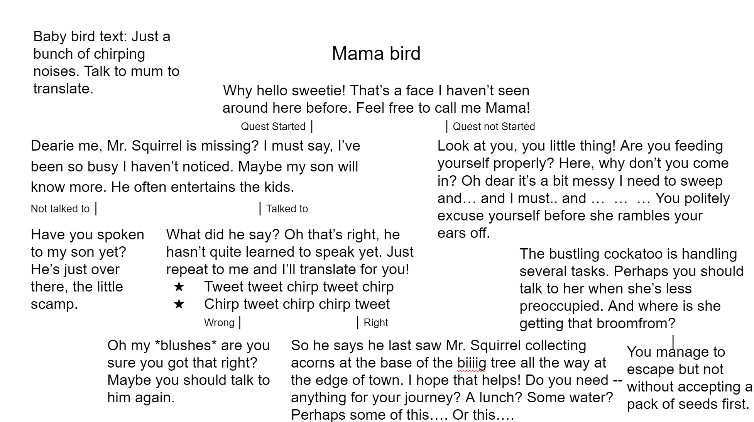 Baby bird text: Just a
bunch of chirping
noises. Talk to mum to
translate.
Mama bird
Why hello sweetie! That's a face I haven't seen
around here before. Feel free to call me Mama!
Quest Started
Quest not Started
Dearie me, Mr. Squirrel is missing? I must say, I've
been so busy I haven't noticed. Maybe my son will
know more. He often entertains the kids.
Look at you, you little thing! Are you feeding
yourself properly? Here, why don't you come
in? Oh dear it's a bit messy I need to sweep
and… and I must.. and … … … You politely
excuse yourself before she rambles your
ears off.
Not talked to
Talked to
Have you spoken
to my son yet?
He's just over
there, the little
scamp.
What did he say? Oh that's right, he
hasn't quite learned to speak yet. Just
repeat to me and I'll translate for you!
★ Tweet tweet chirp tweet chirp
★ Chirp tweet chirp chirp tweet
The bustling cockatoo is handling
several tasks. Perhaps you should
talk to her when she's less
preoccupied. And where is she
getting that broomfrom?
Wrong
RIght
Oh my *blushes* are you
sure you got that right?
Maybe you should talk to
him again.
So he says he last saw Mr. Squirrel collecting
acorns at the base of the biiiig tree all the way at
the edge of town. I hope that helps! Do you need --
anything for your journey? A lunch? Some water?
Perhaps some of this…. Or this….
You manage to
escape but not
without accepting a
pack of seeds first.